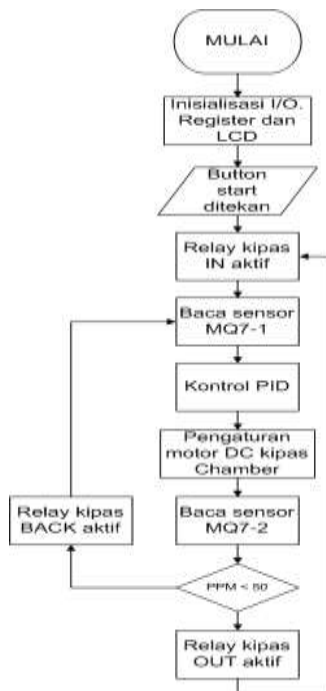 MULAI
Inisialisasi I/O.
Register dan
LCD
Button
start
ditekan
Relay kipas
IN aktif
Baca sensor
MQ7-1
Kontrol PID
Pengaturan
motor DC kipas
Chamber
Relay kipas
BACK aktif
Baca sensor
MQ7-2
PPM < 50
Relay kipas
OUT aktif